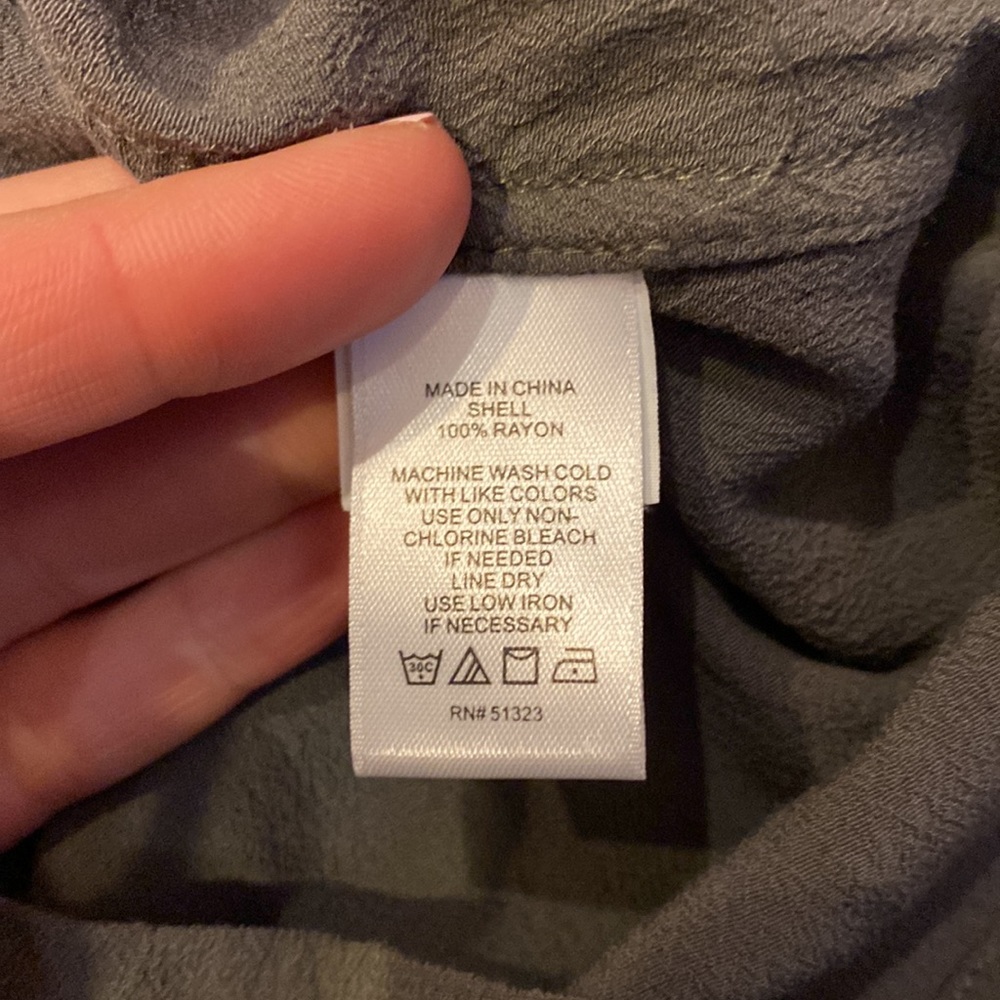 MADE IN CHINA
SHELL
100% RAYON
MACHINE WASH COLD
WITH LIKE COLORS
USE ONLY NON-
CHLORINE BLEACH
IF NEEDED
LINE DRY
USE LOW IRON
IF NECESSARY
30C
RN# 51323